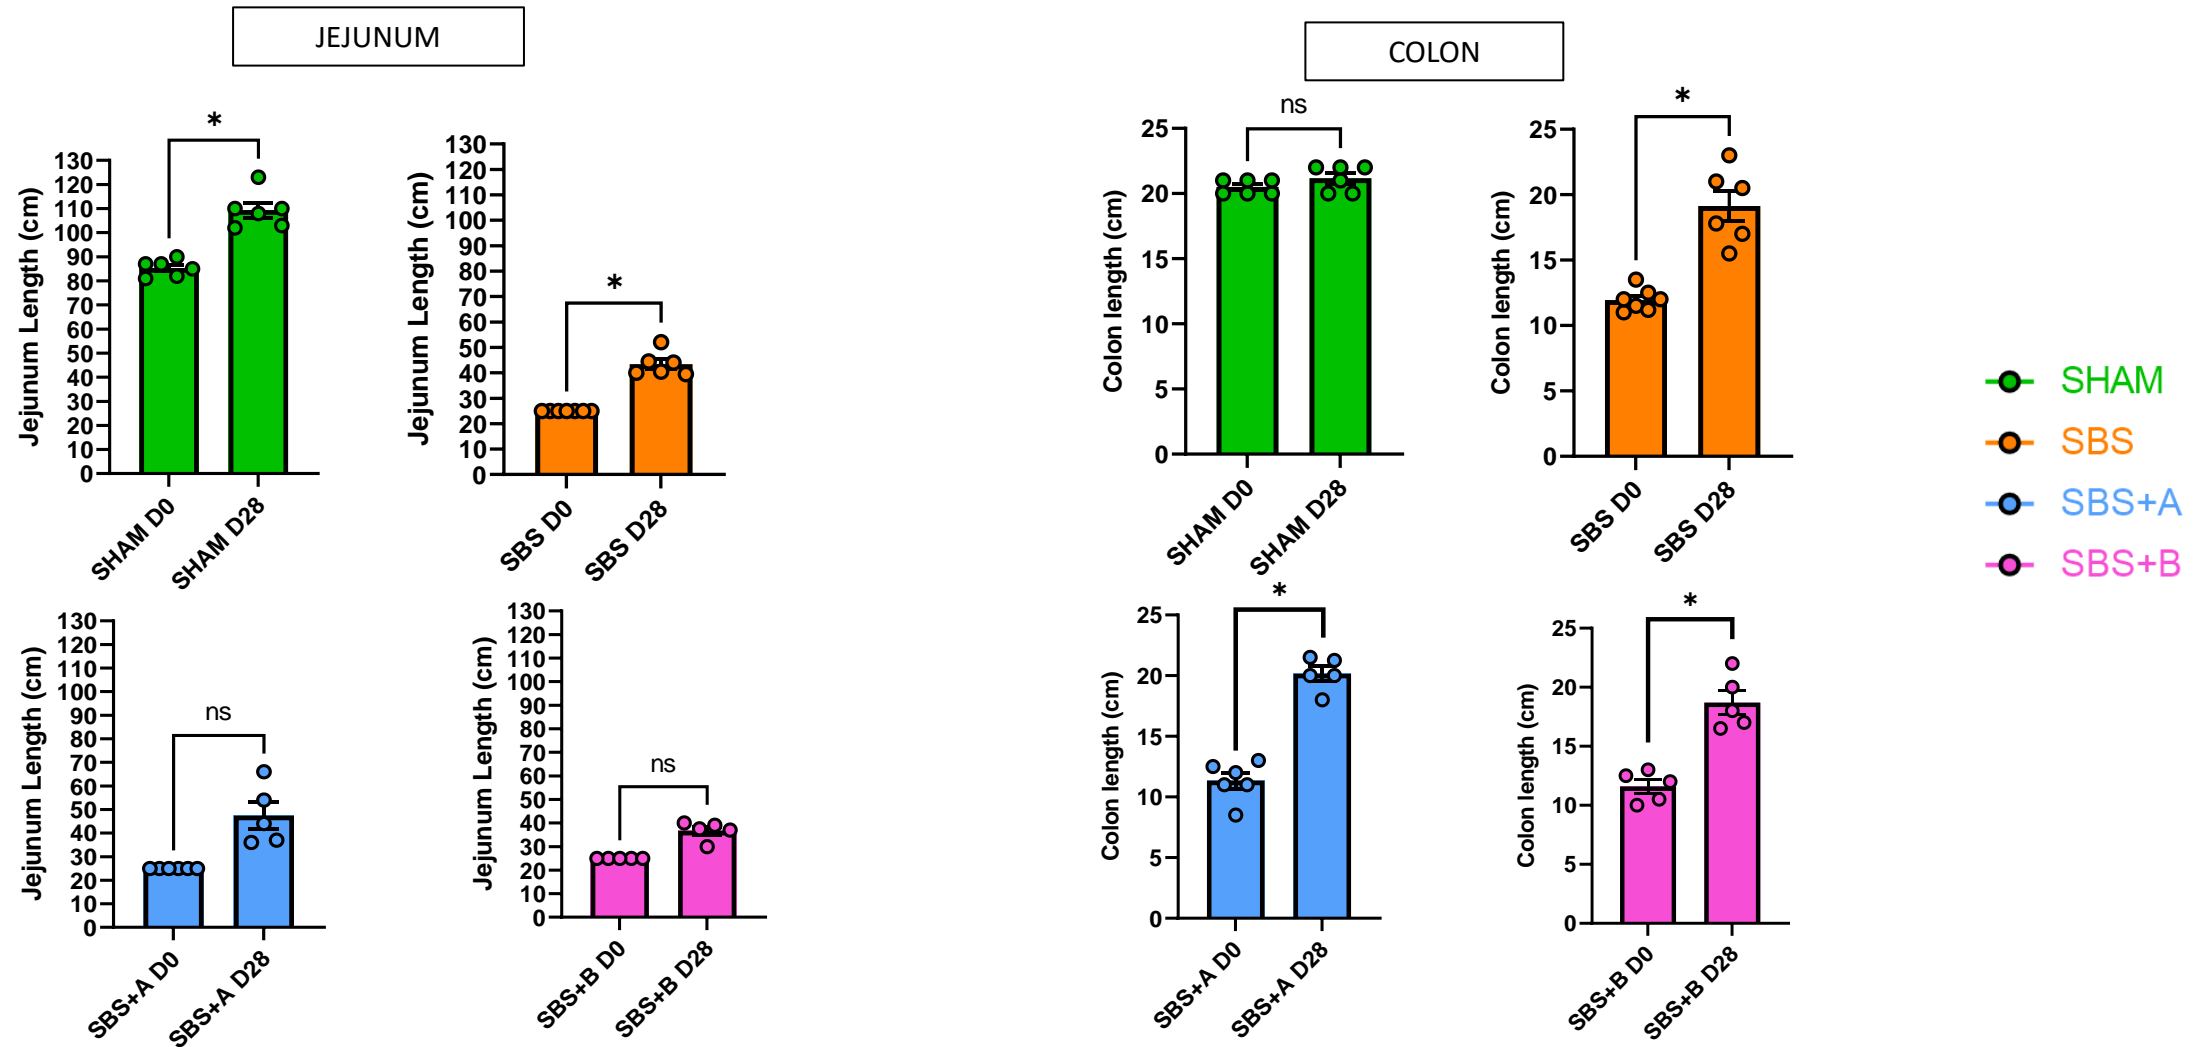 JEJUNUM
*
Jejunum Length (cm)
130
120
110
100
90
80
70
60
50
40
30
20
10
0
SHAM D0
SHAM D28
*
Jejunum Length (cm)
130
120
110
100
90
80
70
60
50
40
30
20
10
0
SBS D0
SBS D28
ns
Jejunum Length (cm)
130
120
110
100
90
80
70
60
50
40
30
20
10
0
SBS+A D0
SBS+A D28
ns
Jejunum Length (cm)
130
120
110
100
90
80
70
60
50
40
30
20
10
0
SBS+B D0
SBS+B D28
COLON
ns
Colon length (cm)
25
20
15
10
5
0
SHAM D0
SHAM D28
*
Colon length (cm)
25
20
15
10
5
0
SBS D0
SBS D28
*
Colon length (cm)
25
20
15
10
5
0
SBS+A D0
SBS+A D28
*
Colon length (cm)
25
20
15
10
5
0
SBS+B D0
SBS+B D28
SHAM
SBS
SBS+A
SBS+B